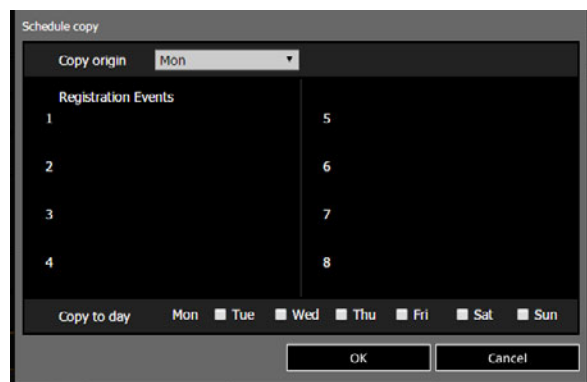 Schedule copy
Copy origin Mon
Registration Events
1 5
2 6
3 7
4 8
Copy to day Mon Tue Wed Thu Fri Sat Sun
OK Cancel